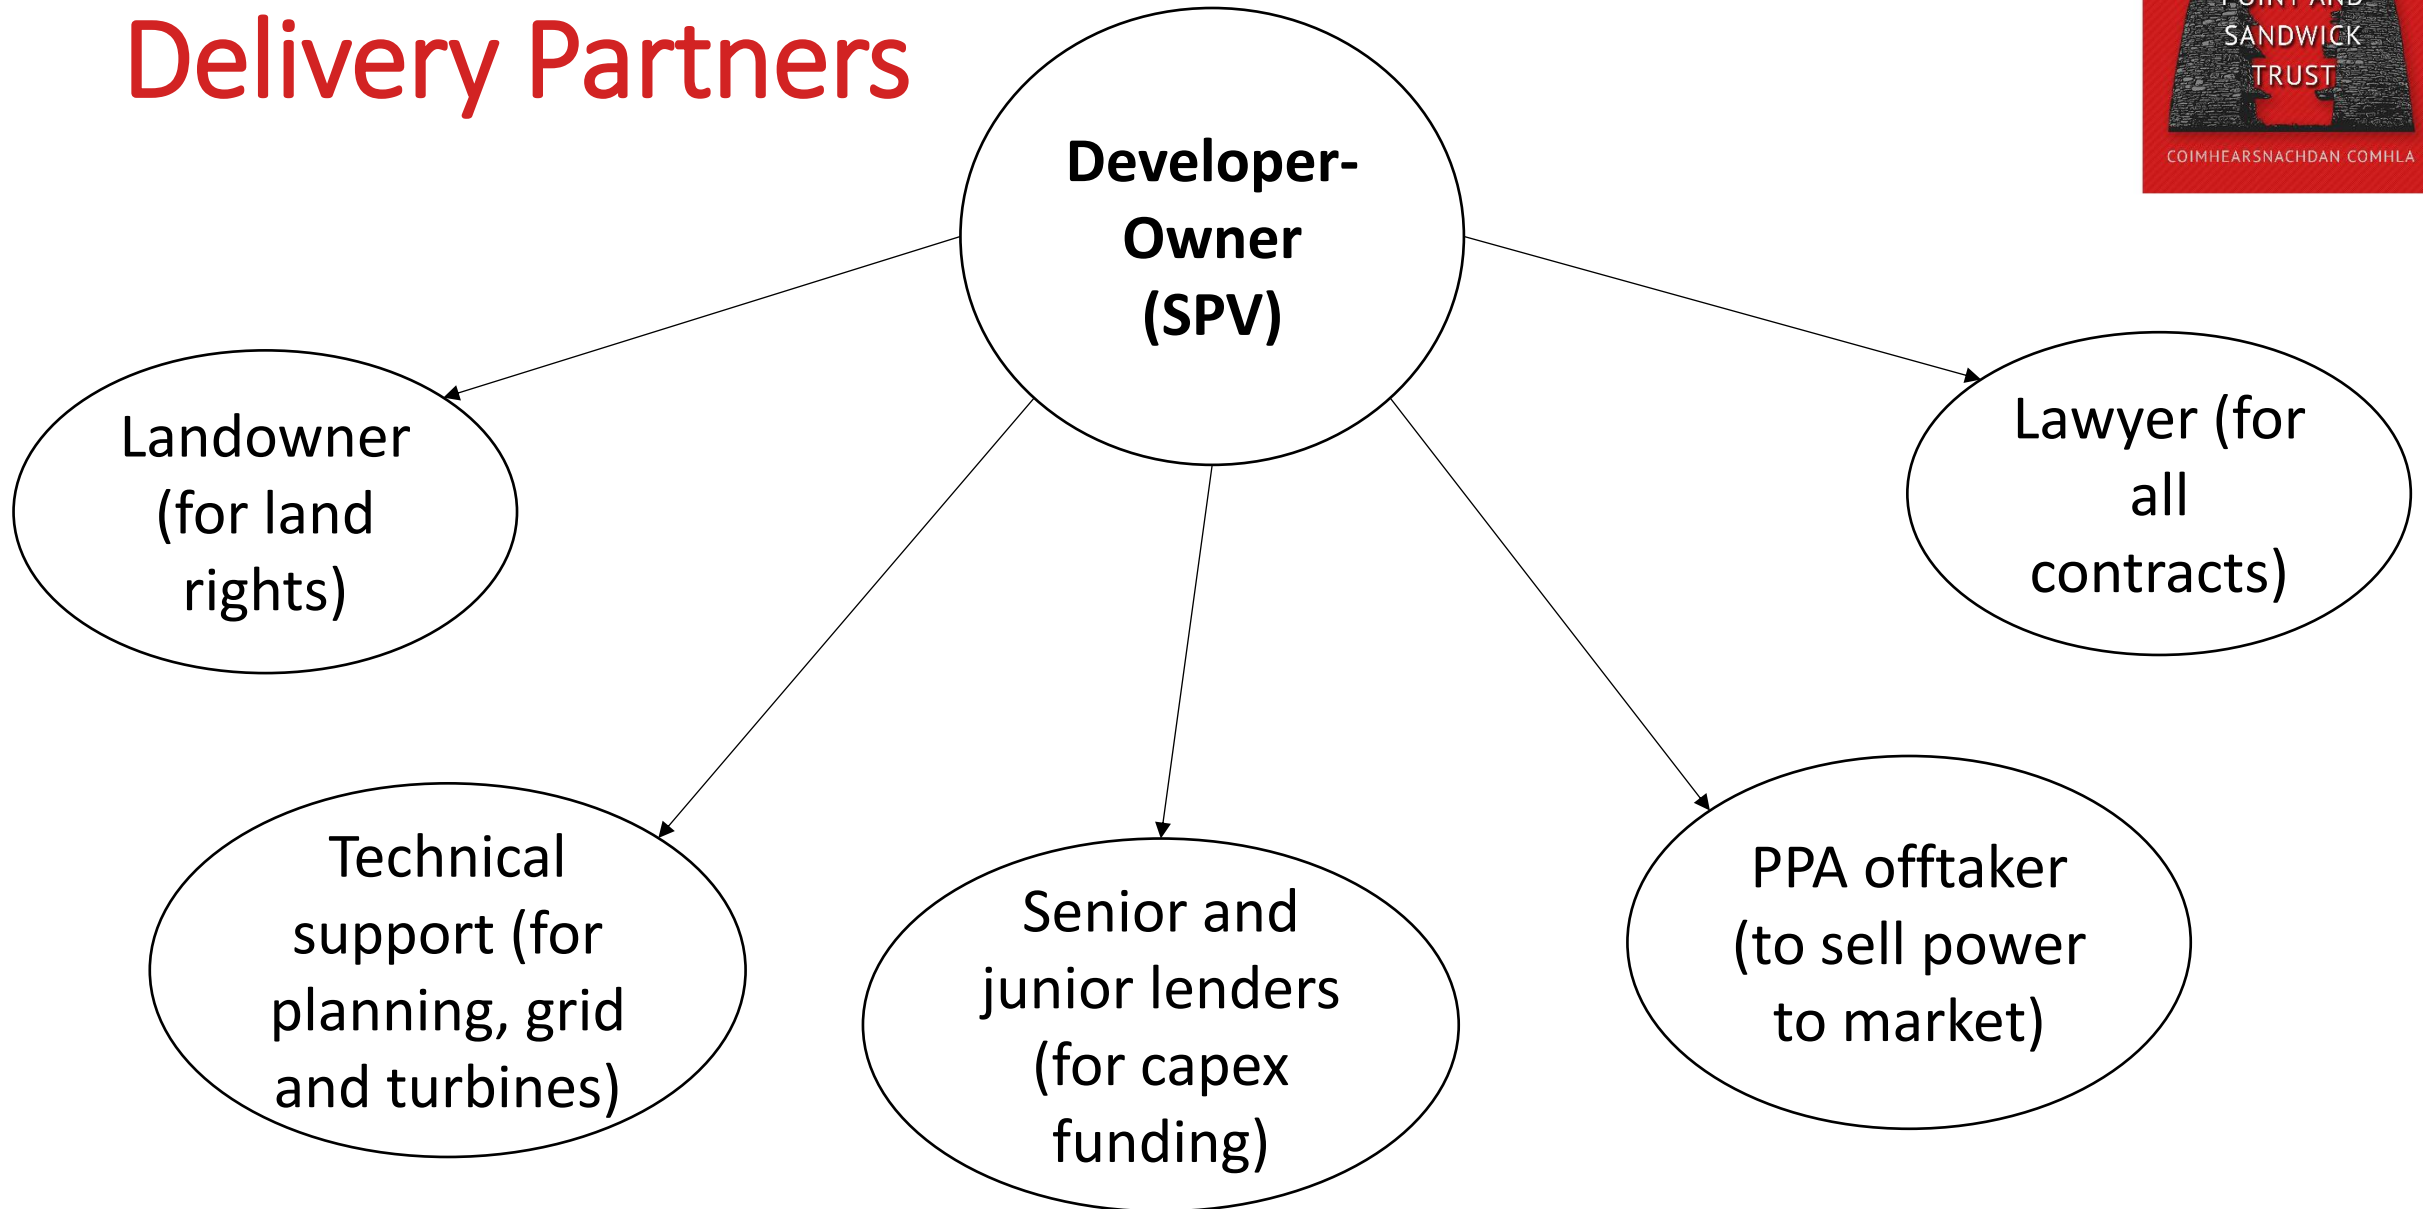 Delivery Partners
POINT AND
SANDWICK
TRUST
COIMHEARSNACHDAN COMHLA
Developer-
Owner
(SPV)
Landowner
(for land
rights)
Lawyer (for
all
contracts)
Technical
support (for
planning, grid
and turbines)
Senior and
junior lenders
(for capex
funding)
PPA offtaker
(to sell power
to market)